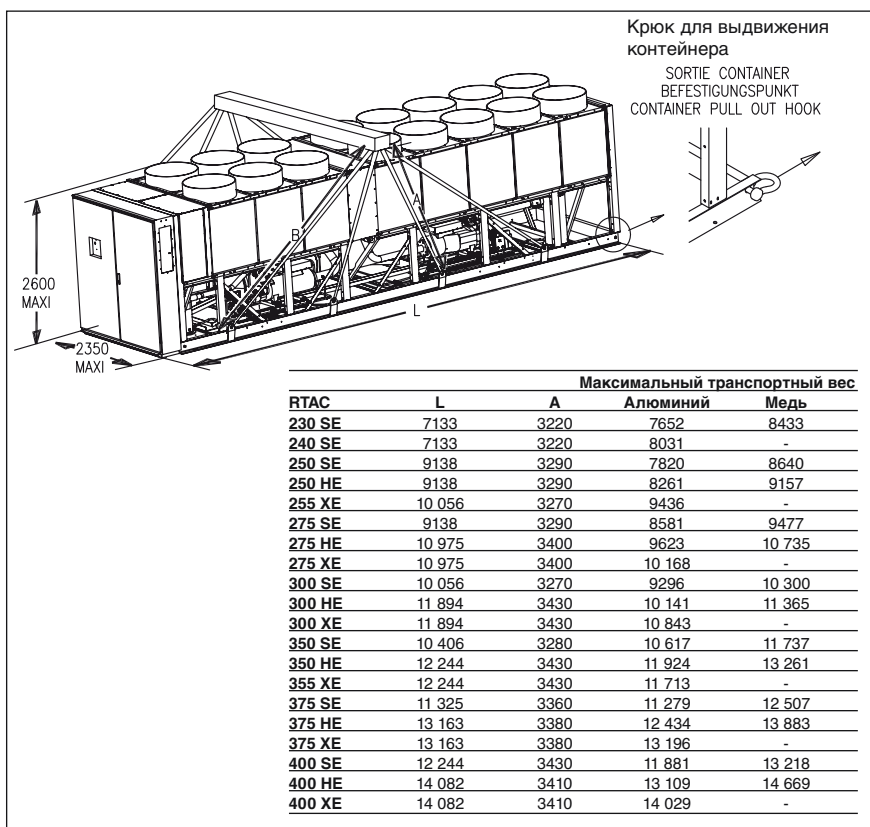 Крюк для выдвижения
контейнера
SORTIE CONTAINER
BEFESTIGUNGSPUNKT
CONTAINER PULL OUT HOOK
A
B
2600
MAXI
L
2350
MAXI
Максимальный транспортный вес
RTAC L A Алюминий Медь
230 SE 7133 3220 7652 8433
240 SE 7133 3220 8031 -
250 SE 9138 3290 7820 8640
250 HE 9138 3290 8261 9157
255 XE 10 056 3270 9436 -
275 SE 9138 3290 8581 9477
275 HE 10 975 3400 9623 10 735
275 XE 10 975 3400 10 168 -
300 SE 10 056 3270 9296 10 300
300 HE 11 894 3430 10 141 11 365
300 XE 11 894 3430 10 843 -
350 SE 10 406 3280 10 617 11 737
350 HE 12 244 3430 11 924 13 261
355 XE 12 244 3430 11 713 -
375 SE 11 325 3360 11 279 12 507
375 HE 13 163 3380 12 434 13 883
375 XE 13 163 3380 13 196 -
400 SE 12 244 3430 11 881 13 218
400 HE 14 082 3410 13 109 14 669
400 XE 14 082 3410 14 029 -